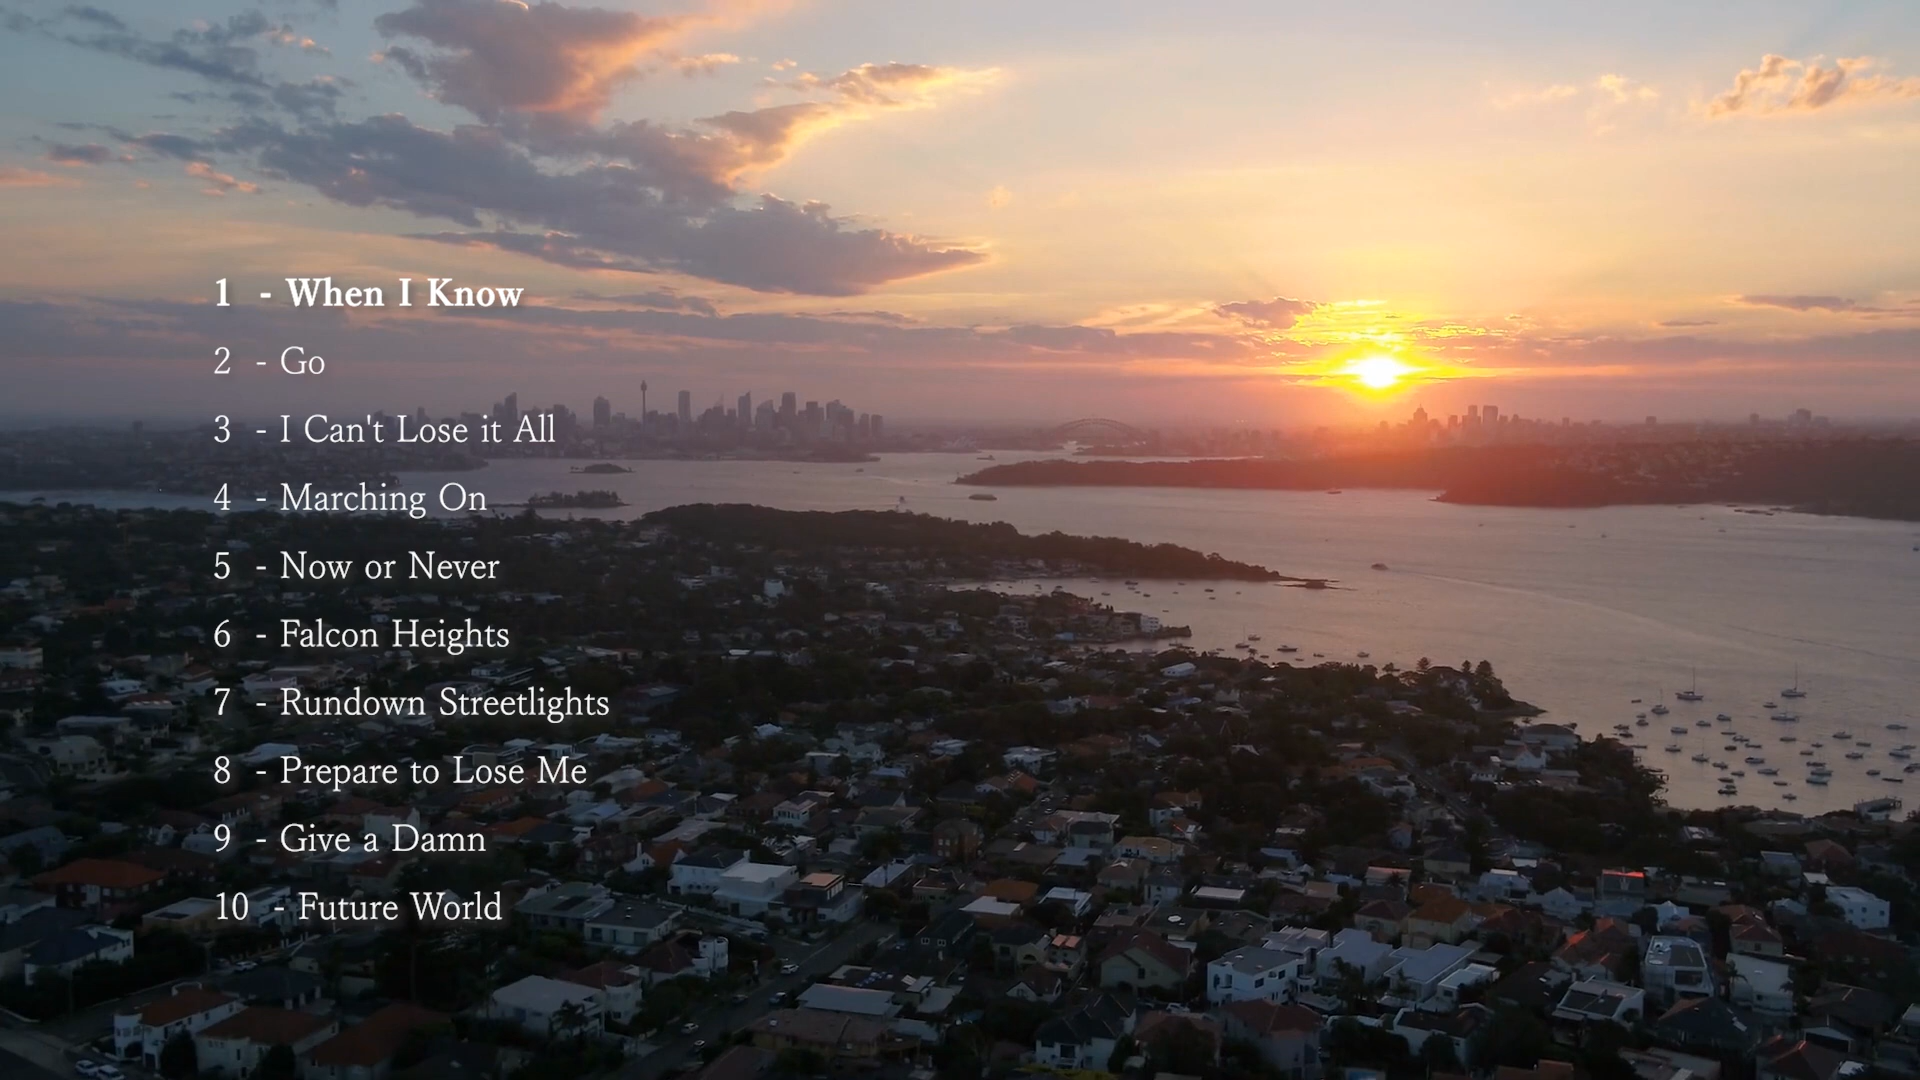 1 - When I Know
2 - Go
3 - I Can't Lose it All
4 - Marching On
5 - Now or Never
6 - Falcon Heights
7 - Rundown Streetlights
8 - Prepare to Lose Me
9 - Give a Damn
10 - Future World